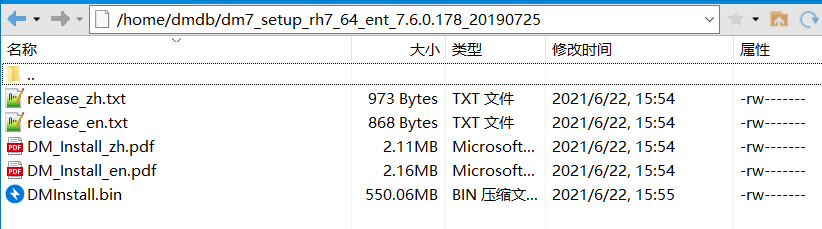 /home/dmdb/dm7_setup_rh7_64_ent_7.6.0.178_20190725
名称 大小 类型 修改时间 属性
..
release_zh.txt 973 Bytes TXT 文件 2021/6/22, 15:54 -rw-------
release_en.txt 868 Bytes TXT 文件 2021/6/22, 15:54 -rw-------
DM_Install_zh.pdf 2.11MB Microsoft... 2021/6/22, 15:54 -rw-------
DM_Install_en.pdf 2.16MB Microsoft... 2021/6/22, 15:54 -rw-------
DMInstall.bin 550.06MB BIN 压缩文... 2021/6/22, 15:55 -rw-------